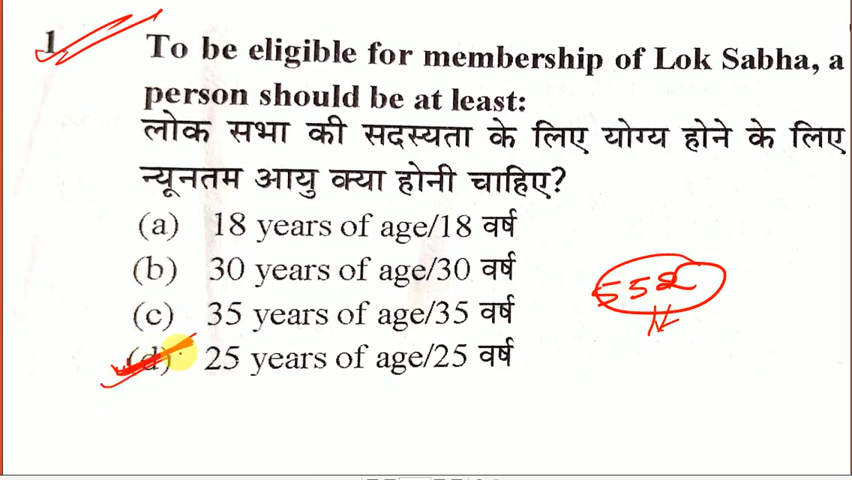 1 To be eligible for membership of Lok Sabha, a
person should be at least:
लोक सभा की सदस्यता के लिए योग्य होने के लिए
न्यूनतम आयु क्या होनी चाहिए?
(a) 18 years of age/18 वर्ष
(b) 30 years of age/30 वर्ष
552
(c) 35 years of age/35 वर्ष
(d) 25 years of age/25 वर्ष